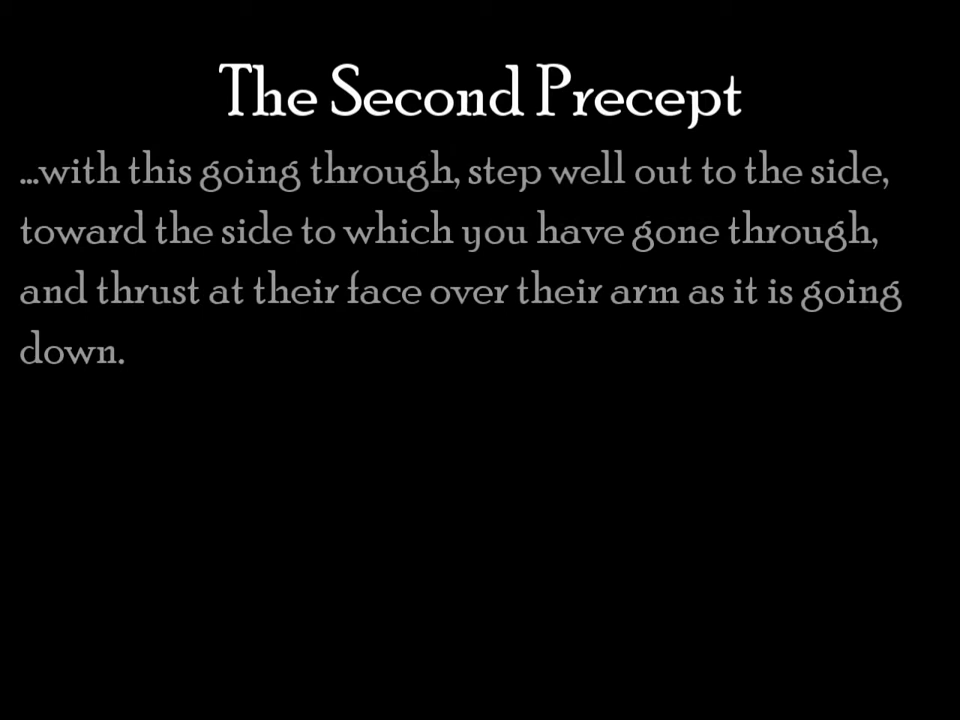 The Second Precept
...with this going through, step well out to the side,
toward the side to which you have gone through,
and thrust at their face over their arm as it is going
down.